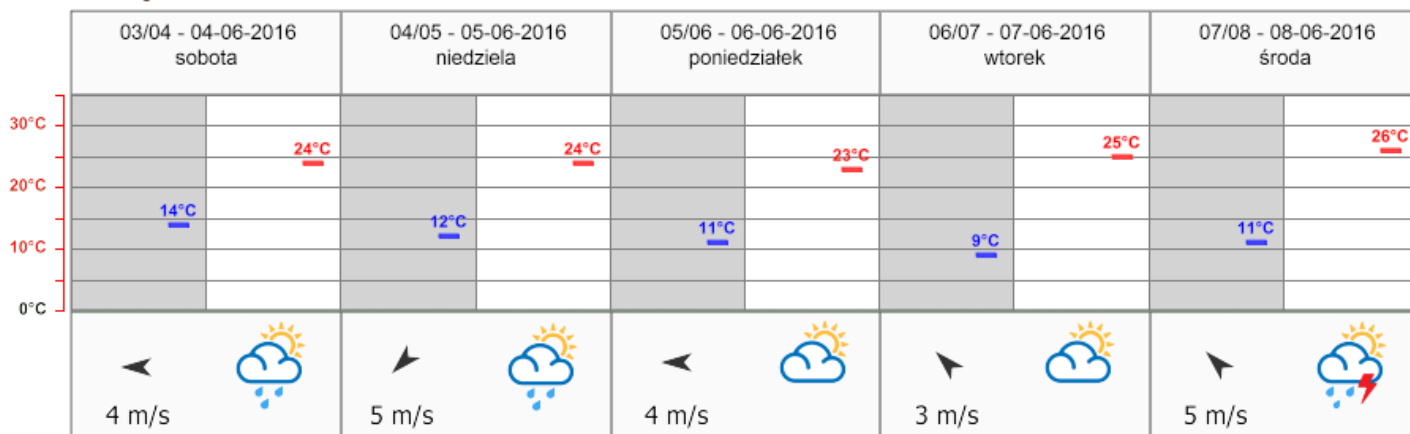 03/04 - 04-06-2016
sobota
04/05 - 05-06-2016
niedziela
05/06 - 06-06-2016
poniedziałek
06/07 - 07-06-2016
wtorek
07/08 - 08-06-2016
środa
30°C
20°C
10°C
0°C
14°C
24°C
12°C
24°C
11°C
23°C
9°C
25°C
11°C
26°C
4 m/s
5 m/s
4 m/s
3 m/s
5 m/s